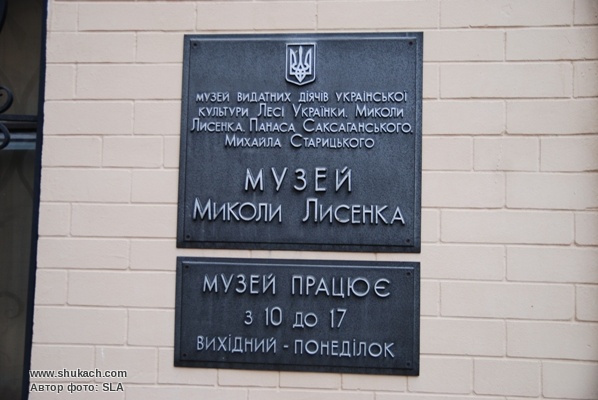 МУЗЕЙ ВИДАТНИХ ДІЯЧІВ УКРАЇНСЬКОЇ
КУЛЬТУРИ ЛЕСІ УКРАЇНКИ, МИКОЛИ
ЛИСЕНКА, ПАНАСА САКСАГАНСЬКОГО,
МИХАЙЛА СТАРИЦЬКОГО
МУЗЕЙ
МИКОЛИ ЛИСЕНКА
МУЗЕЙ ПРАЦЮЄ
З 10 ДО 17
ВИХІДНИЙ - ПОНЕДІЛОК
www.shukach.com
Автор фото: SLA